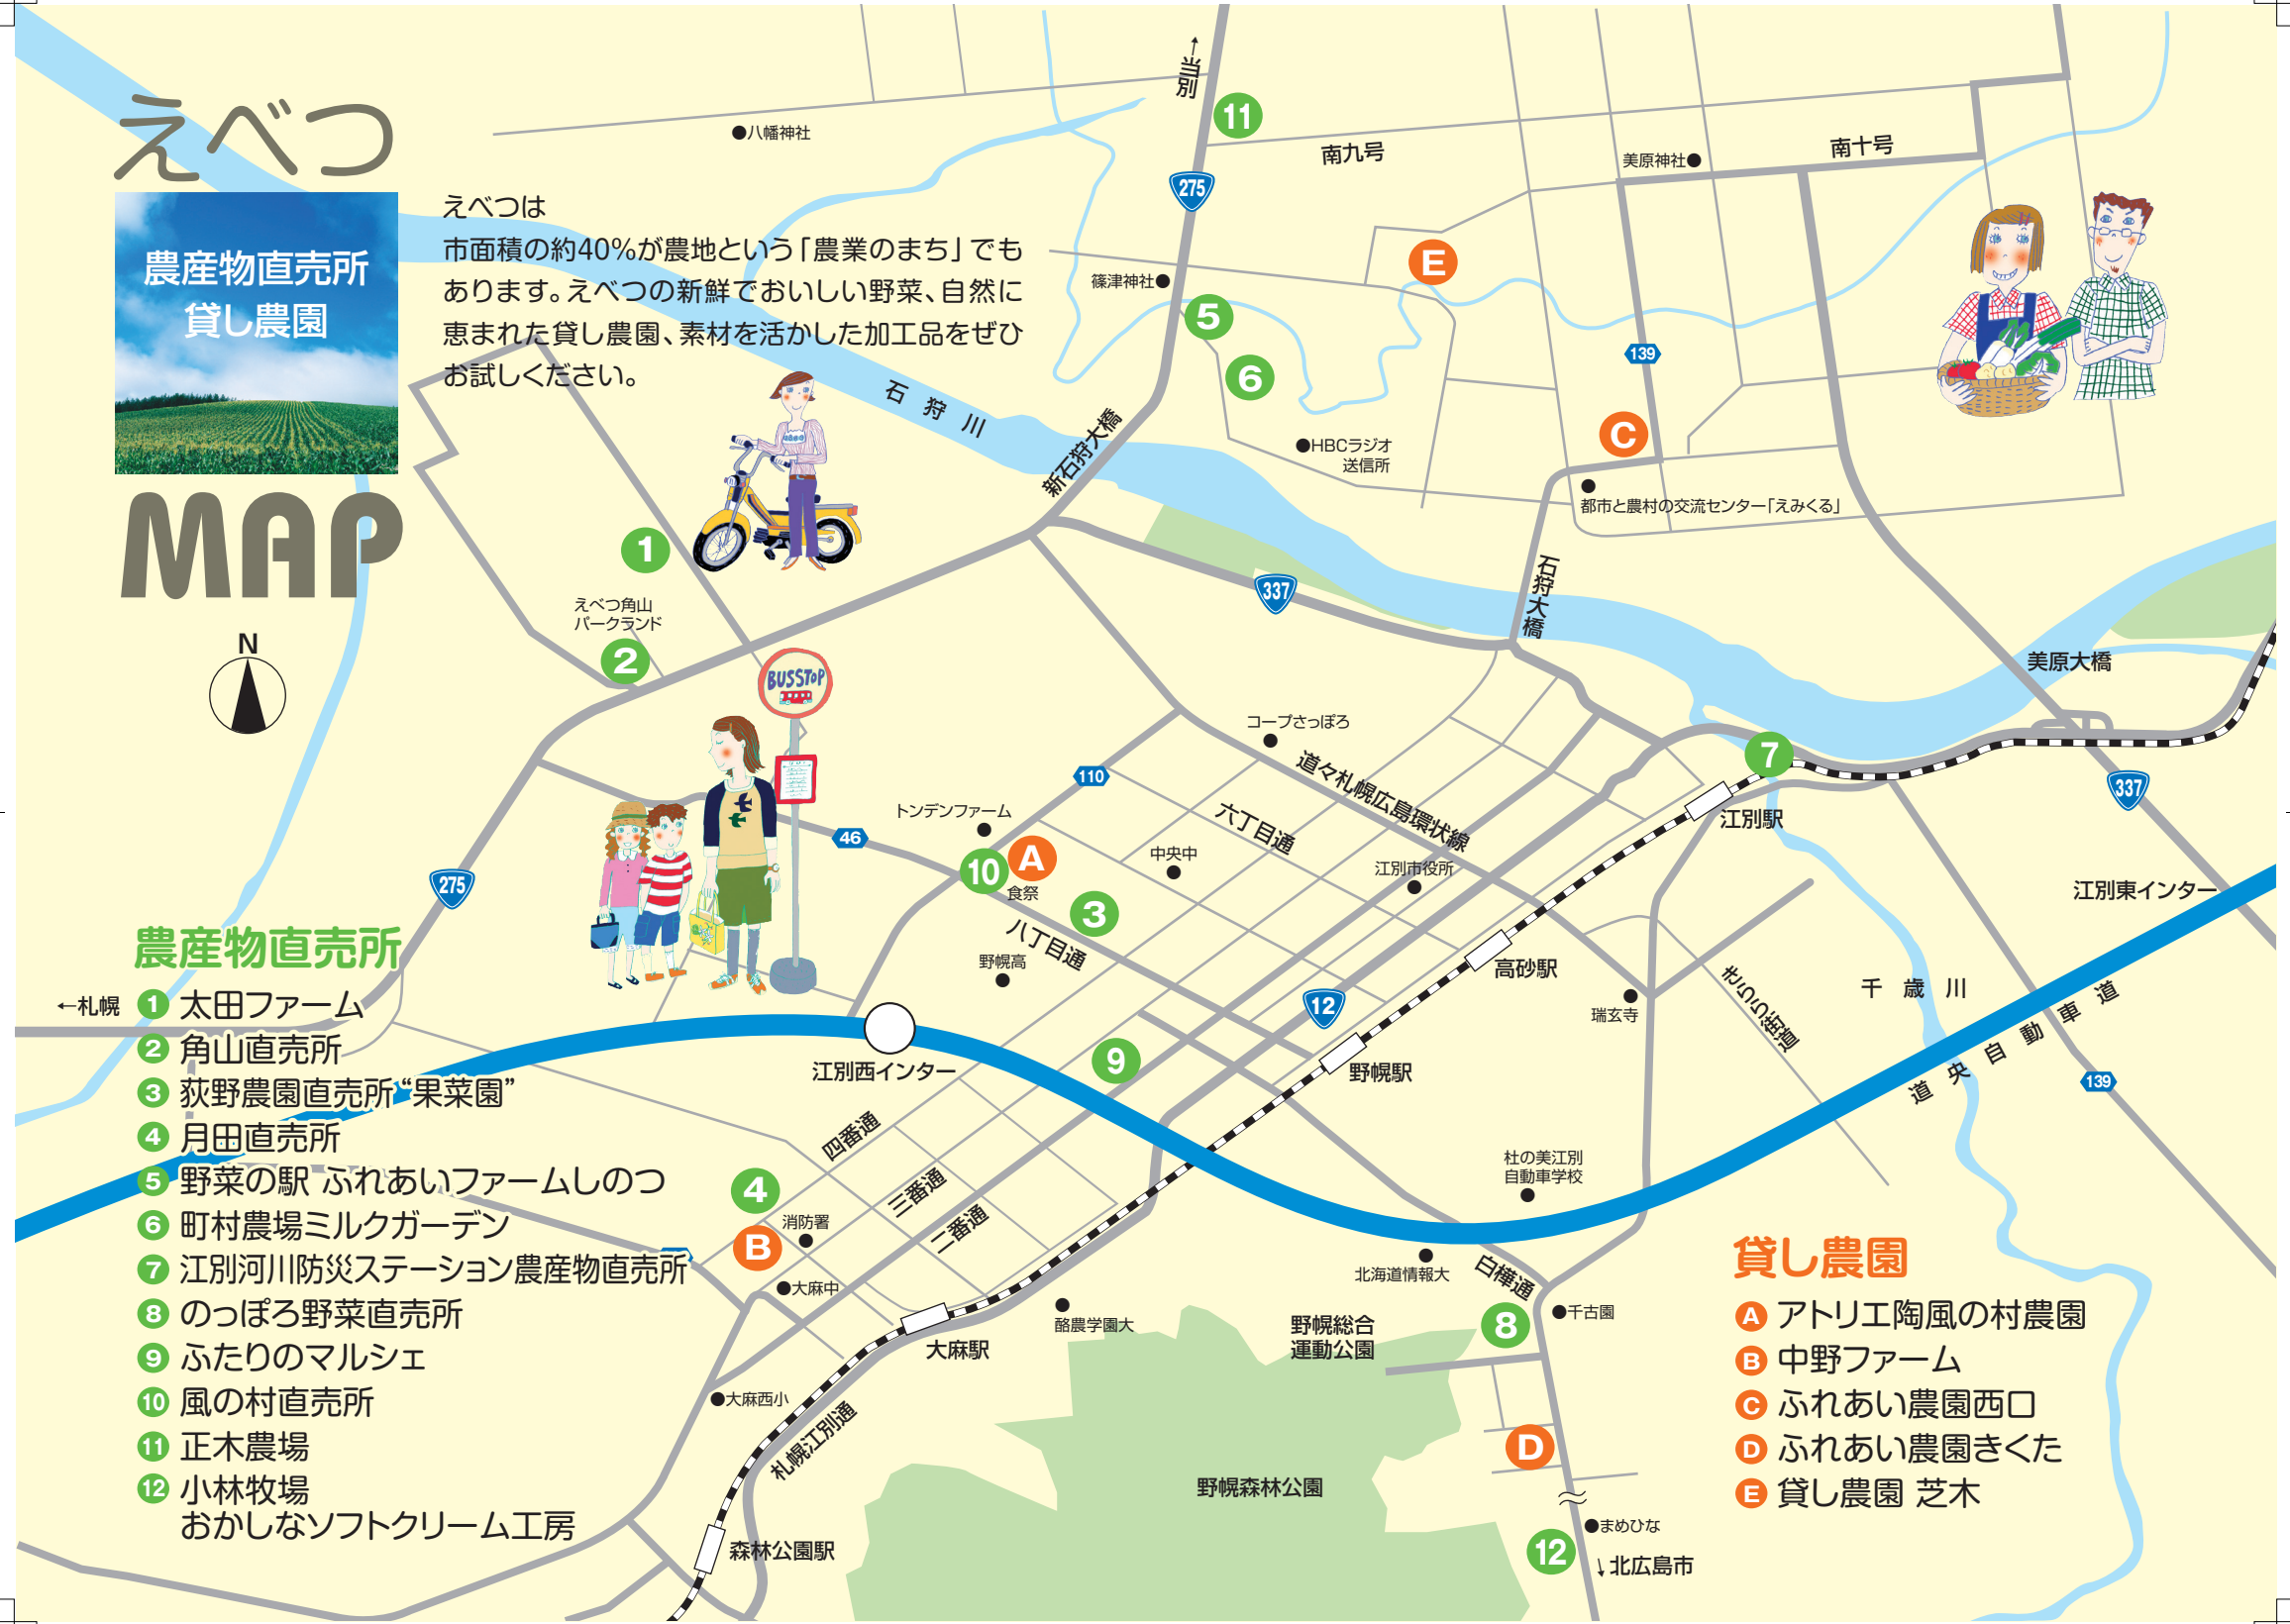 えべつ
農産物直売所
貸し農園
MAP
えべつは
市面積の約40%が農地という「農業のまち」でも
あります。えべつの新鮮でおいしい野菜、自然に
恵まれた貸し農園、素材を活かした加工品をぜひ
お試しください。
N
↑当別
●八幡神社
11
南九号
美原神社●
南十号
275
E
篠津神社●
5
6
139
石狩川
新石狩大橋
●HBCラジオ
送信所
C
都市と農村の交流センター「えみくる」
1
えべつ角山
パークランド
2
337
石狩大橋
美原大橋
BUSSTOP
コープさっぽろ
道々札幌広島環状線
110
六丁目通
7
江別駅
337
トンデンファーム
46
10
A
食祭
中央中
江別市役所
3
八丁目通
野幌高
275
江別東インター
高砂駅
12
瑞玄寺
きらら街道
千歳川
道央自動車道
139
野幌駅
9
江別西インター
四番通
三番通
二番通
4
消防署
B
●大麻中
杜の美江別
自動車学校
北海道情報大
白樺通
酪農学園大
大麻駅
野幌総合
運動公園
8
●千古園
●大麻西小
札幌江別通
D
野幌森林公園
森林公園駅
●まめひな
12
↓北広島市
←札幌
農産物直売所
1 太田ファーム
2 角山直売所
3 荻野農園直売所“果菜園”
4 月田直売所
5 野菜の駅 ふれあいファームしのつ
6 町村農場ミルクガーデン
7 江別河川防災ステーション農産物直売所
8 のっぽろ野菜直売所
9 ふたりのマルシェ
10 風の村直売所
11 正木農場
12 小林牧場
おかしなソフトクリーム工房
貸し農園
A アトリエ陶風の村農園
B 中野ファーム
C ふれあい農園西口
D ふれあい農園きくた
E 貸し農園 芝木